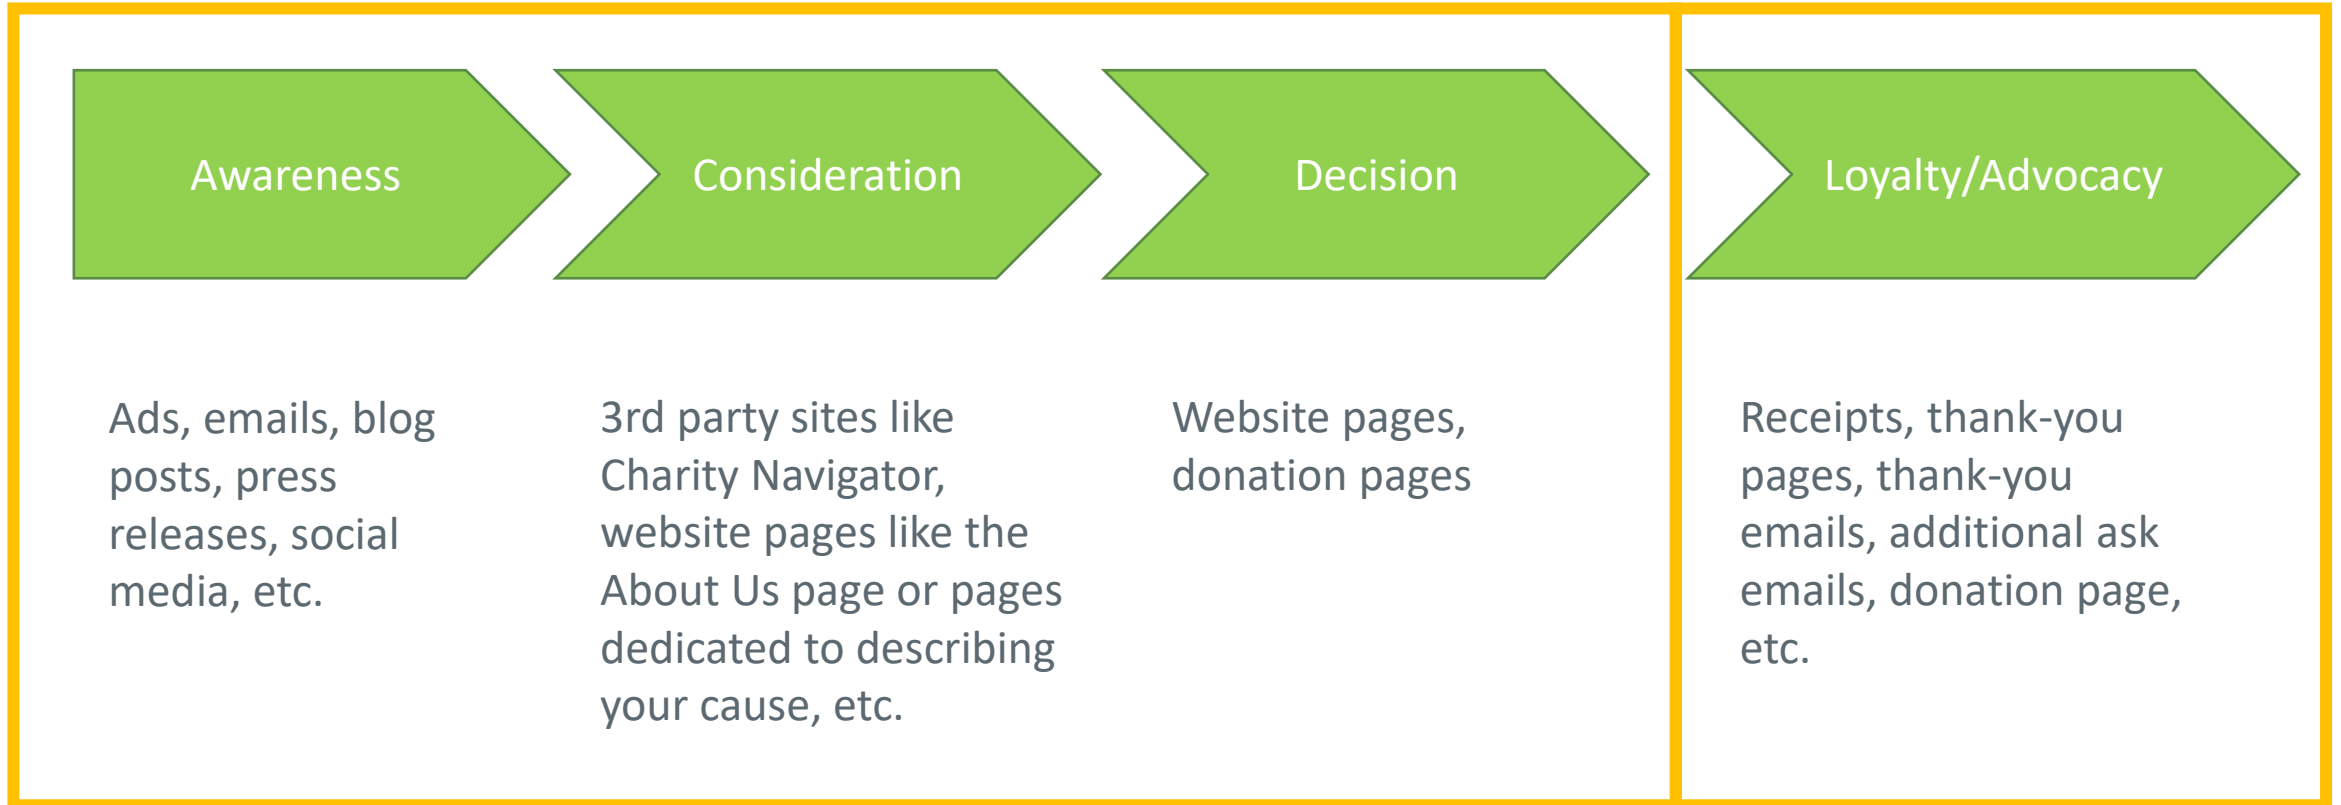 Awareness
Consideration
Decision
Loyalty/Advocacy
Ads, emails, blog
posts, press
releases, social
media, etc.
3rd party sites like
Charity Navigator,
website pages like the
About Us page or pages
dedicated to describing
your cause, etc.
Website pages,
donation pages
Receipts, thank-you
pages, thank-you
emails, additional ask
emails, donation page,
etc.